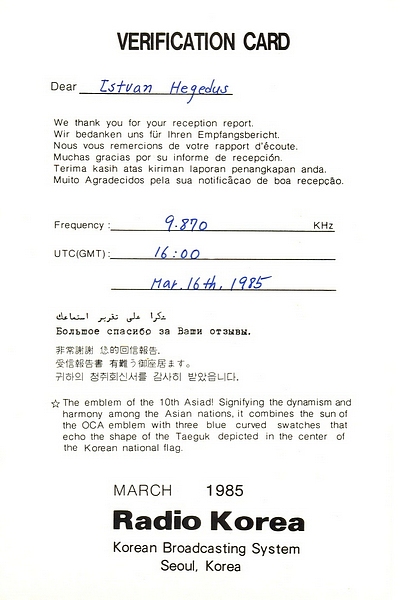 VERIFICATION CARD
Dear Istvan Hegedus
We thank you for your reception report.
Wir bedanken uns für Ihren Empfangsbericht.
Nous vous remercions de votre rapport d'écoute.
Muchas gracias por su informe de recepción.
Terima kasih atas kiriman laporan penangkapan anda.
Muito Agradecidos pela sua notificãcao de boa recepção.
Frequency : 9.870 KHz
UTC(GMT) : 16:00
Mar. 16th, 1985
شكرا على تقرير استماعك
Большое спасибо за Ваши отзывы.
非常謝謝 您的回信報告.
受信報告書 有難う御座居ます。
귀하의 청취회신서를 감사히 받았읍니다.
☆ The emblem of the 10th Asiad! Signifying the dynamism and
harmony among the Asian nations, it combines the sun of
the OCA emblem with three blue curved swatches that
echo the shape of the Taeguk depicted in the center of
the Korean national flag.
MARCH 1985
Radio Korea
Korean Broadcasting System
Seoul, Korea